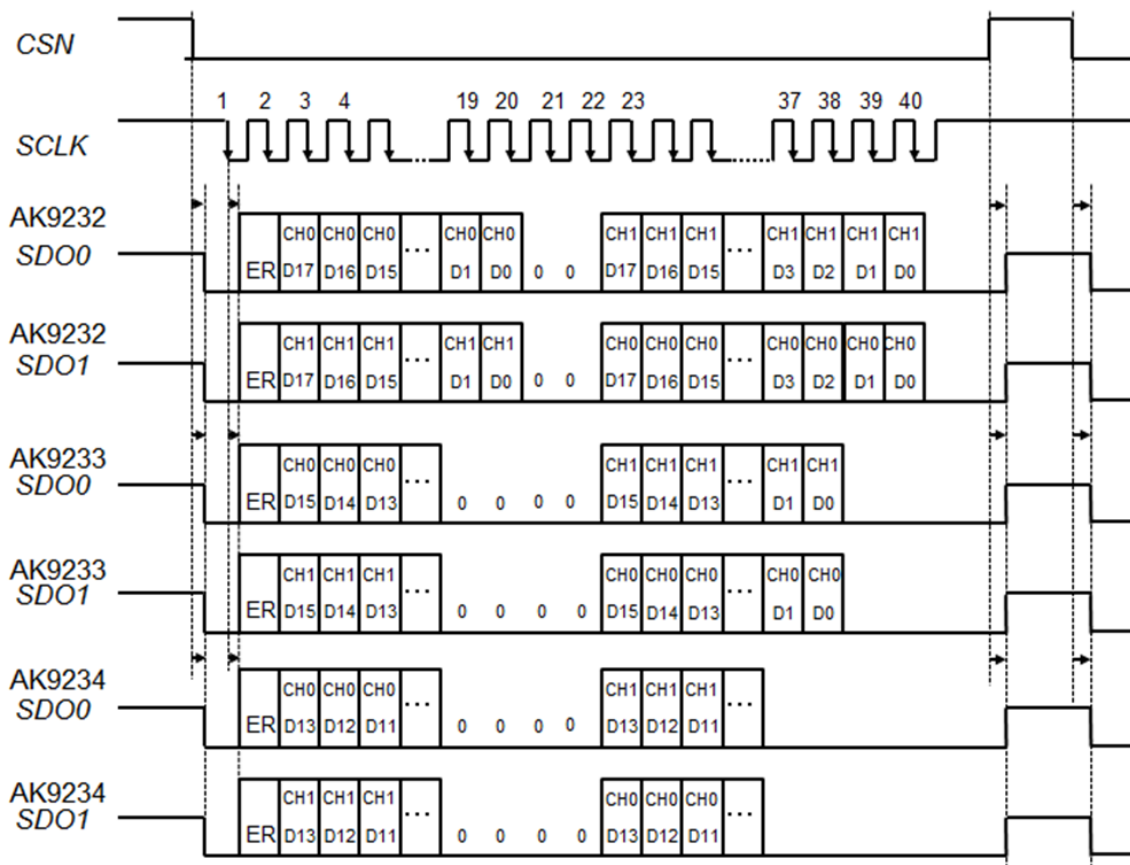 CSN
1 2 3 4 19 20 21 22 23 37 38 39 40
SCLK
AK9232
SDO0
CH0 CH0 CH0 ... CH0 CH0 CH1 CH1 CH1 ... CH1 CH1 CH1 CH1
ER D17 D16 D15 D1 D0 0 0 D17 D16 D15 D3 D2 D1 D0
AK9232
SDO1
CH1 CH1 CH1 ... CH1 CH1 CH0 CH0 CH0 ... CH0 CH0 CH0 CH0
ER D17 D16 D15 D1 D0 0 0 D17 D16 D15 D3 D2 D1 D0
AK9233
SDO0
CH0 CH0 CH0 ... CH1 CH1 CH1 ... CH1 CH1
ER D15 D14 D13 0 0 0 0 D15 D14 D13 D1 D0
AK9233
SDO1
CH1 CH1 CH1 ... CH0 CH0 CH0 ... CH0 CH0
ER D15 D14 D13 0 0 0 0 D15 D14 D13 D1 D0
AK9234
SDO0
CH0 CH0 CH0 ... CH1 CH1 CH1 ...
ER D13 D12 D11 0 0 0 0 D13 D12 D11
AK9234
SDO1
CH1 CH1 CH1 ... CH0 CH0 CH0 ...
ER D13 D12 D11 0 0 0 0 D13 D12 D11